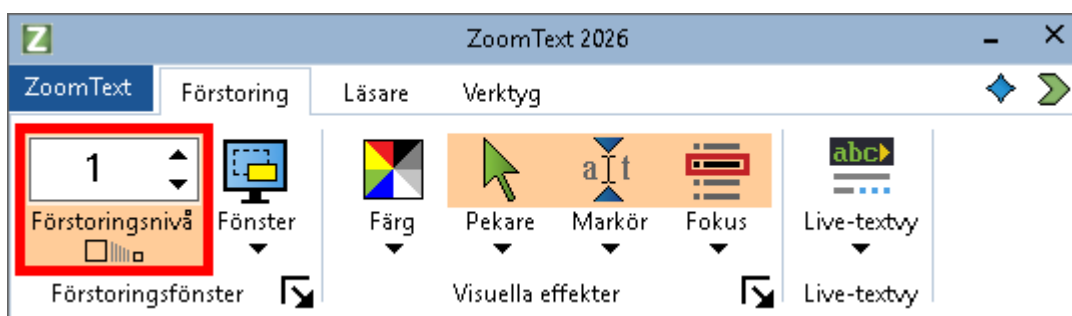 Z
ZoomText 2026
ZoomText Förstoring Läsare Verktyg
1
abc
a t
Förstoringsnivå Fönster Färg Pekare Markör Fokus Live-textvy
Förstoringsfönster Visuella effekter Live-textvy